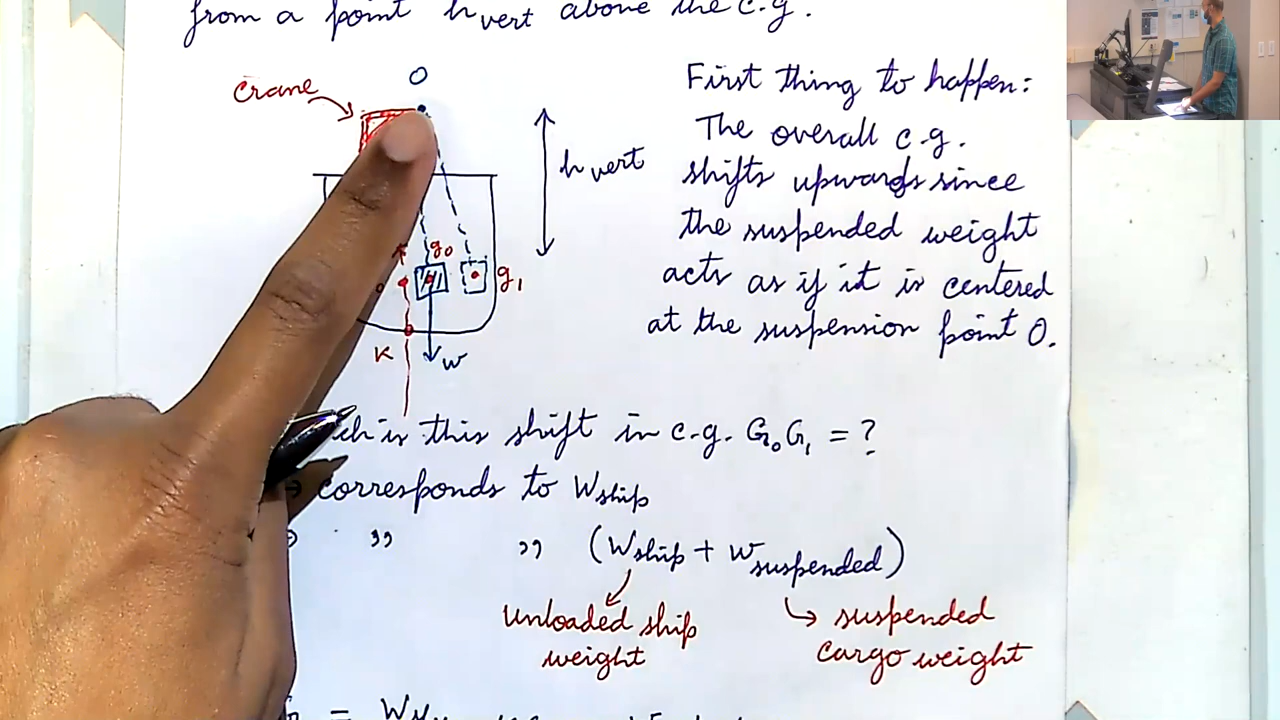 from a point h vert above the c.g.
crane
O
h vert
g₀
g₁
K
w
First thing to happen:
The overall c.g.
shifts upwards since
the suspended weight
acts as if it is centered
at the suspension point O.
is this shift in c.g. G₀G₁ = ?
→ corresponds to Wship
" " (Wship + wsuspended)
unloaded ship
weight
suspended
cargo weight
=